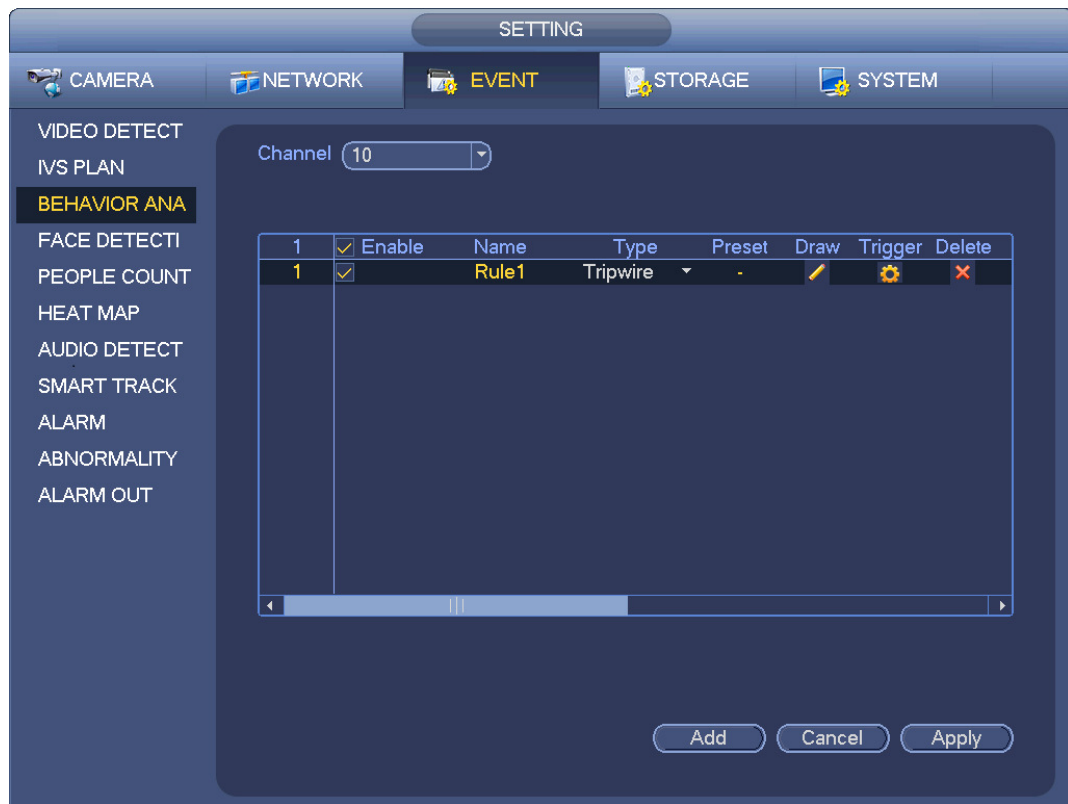 SETTING
CAMERA NETWORK EVENT STORAGE SYSTEM
VIDEO DETECT
IVS PLAN
BEHAVIOR ANA
FACE DETECTI
PEOPLE COUNT
HEAT MAP
AUDIO DETECT
SMART TRACK
ALARM
ABNORMALITY
ALARM OUT
Channel 10
1 Enable Name Type Preset Draw Trigger Delete
1 Rule1 Tripwire -
Add Cancel Apply